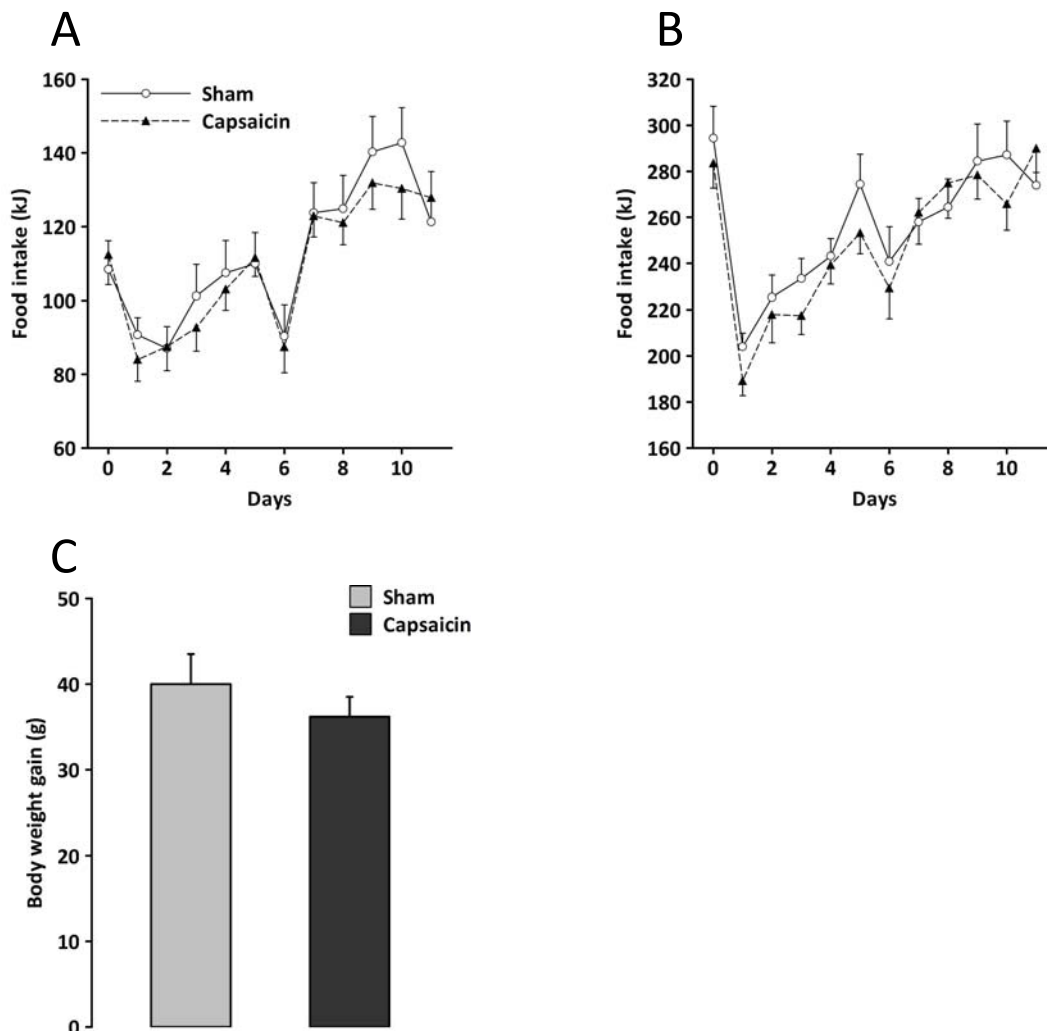 A
160
140
120
100
80
60
Food intake (kJ)
Sham
Capsaicin
0 2 4 6 8 10
Days
B
320
300
280
260
240
220
200
180
160
Food intake (kJ)
0 2 4 6 8 10
Days
C
50
40
30
20
10
0
Body weight gain (g)
Sham
Capsaicin